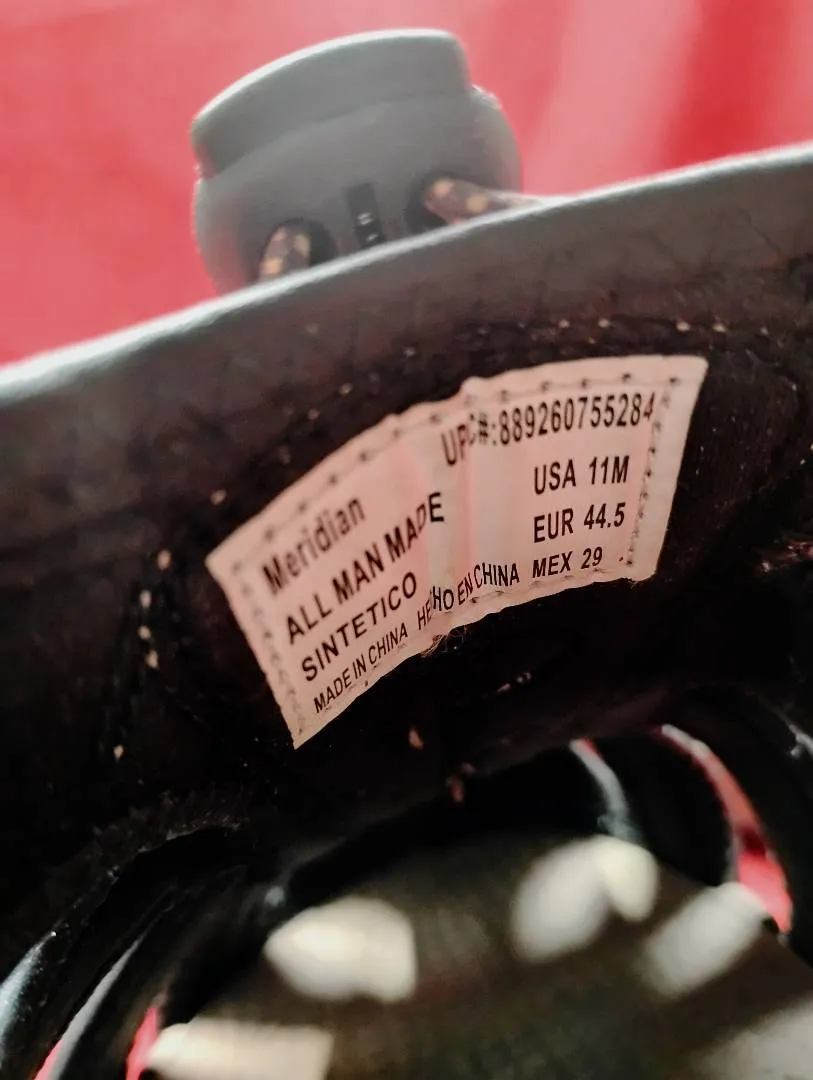 UPC#:889260755284
Meridian
USA 11M
ALL MAN MADE
EUR 44.5
SINTETICO
MADE IN CHINA HECHO EN CHINA MEX 29